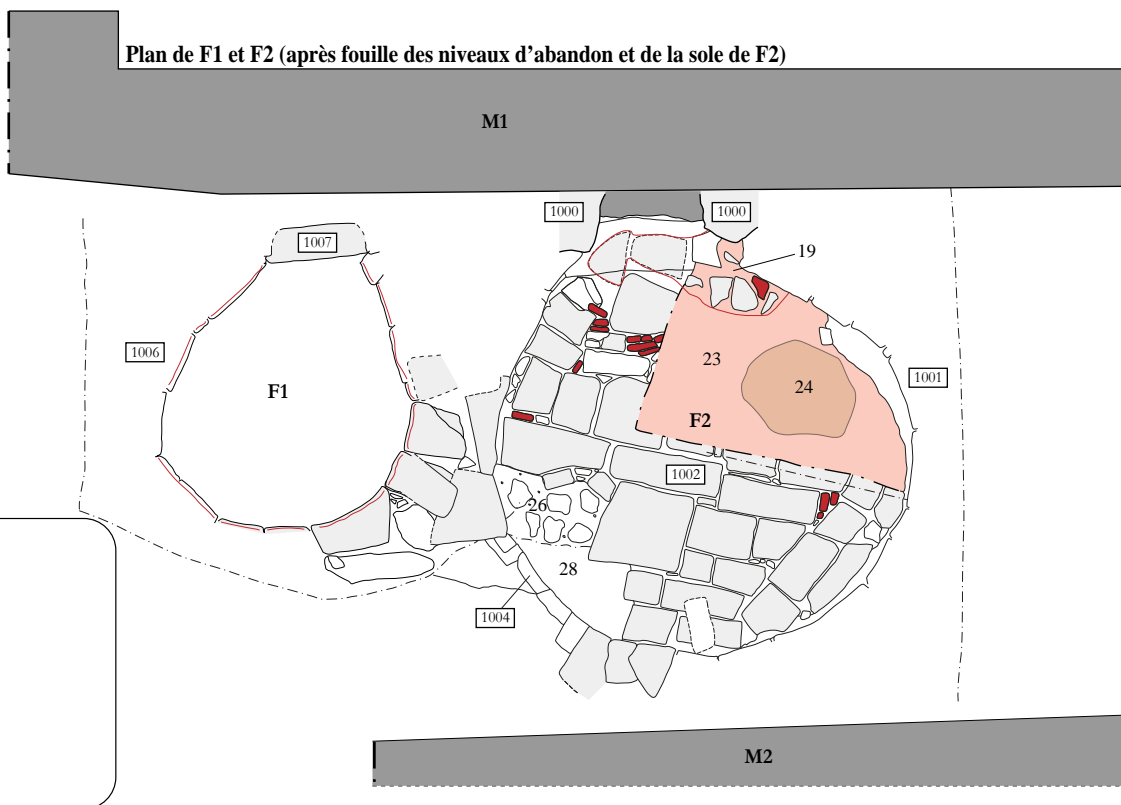 Plan de F1 et F2 (après fouille des niveaux d’abandon et de la sole de F2)
M1
1000
1000
1007
19
1006
23
1001
24
F1
F2
1002
26
28
1004
M2